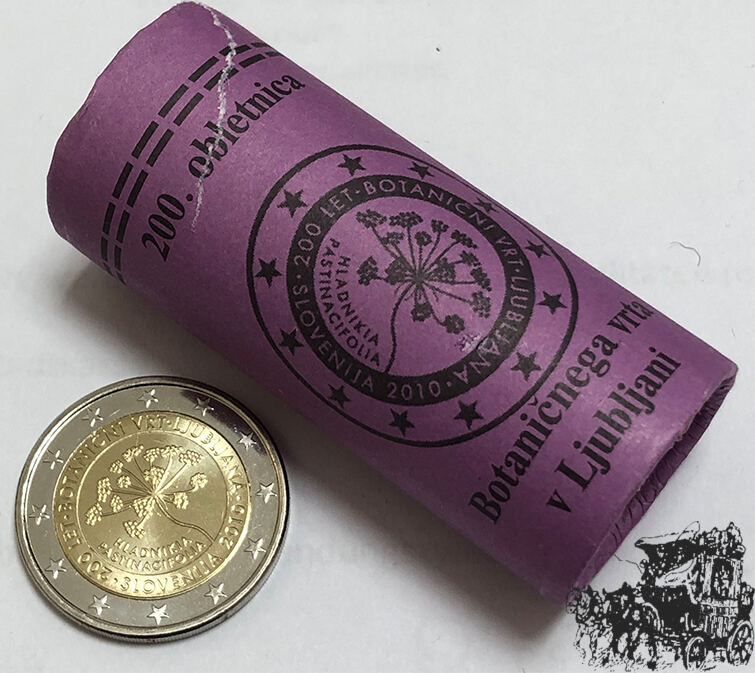 200. obletnica
200 LET · BOTANIČNI VRT · LJUBLJANA
HLADNIKIA
PASTINACIFOLIA
SLOVENIJA 2010 ·
Botaničnega vrta
v Ljubljani
200 LET · BOTANIČNI VRT · LJUBLJANA
HLADNIKIA
PASTINACIFOLIA
· SLOVENIJA 2010 ·